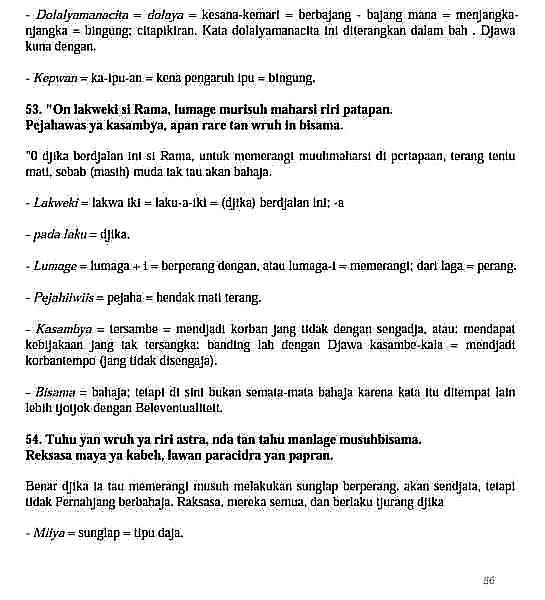 - Dolalyamanacita = dolaya = kesana-kemari = berbajang - bajang mana = menjangka-
njangka = bingung; citapikiran. Kata dolalyamanacita ini diterangkan dalam bah . Djawa
kuna dengan.
- Kepwan = ka-ipu-an = kena pengaruh ipu = bingung.
53. "On lakweki si Rama, lumage murisuh maharsi riri patapan.
Pejahawas ya kasambya, apan rare tan wruh in bisama.
"0 djika berdjalan ini si Rama, untuk memerangi muuhmaharsi di pertapaan, terang tentu
mati, sebab (masih) muda tak tau akan bahaja.
- Lakweki = lakwa iki = laku-a-iki = (djika) berdjalan ini; -a
- pada laku = djika.
- Lumage = lumaga + i = berperang dengan, atau lumaga-i = memerangi; dari laga = perang.
- Pejahiiwiis = pejaha = hendak mati terang.
- Kasambya = tersambe = mendjadi korban jang tidak dengan sengadja, atau: mendapat
kebijakaan jang tak tersangka: banding lah dengan Djawa kasambe-kala = mendjadi
korbantempo (jang tidak disengaja).
- Bisama = bahaja; tetapi di sini bukan semata-mata bahaja karena kata itu ditempat lain
lebih tjotjok dengan Beleventualiteit.
54. Tuhu yan wruh ya riri astra, nda tan tahu manlage musuhbisama.
Reksasa maya ya kabeh, lawan paracidra yan papran.
Benar djika ia tau memerangi musuh melakukan sunglap berperang. akan sendjata, tetapi
tidak Pernahjang berbahaja. Raksasa, mereka semua, dan berlaku tjurang djika
- Miiya = sunglap = tipu daja.
56